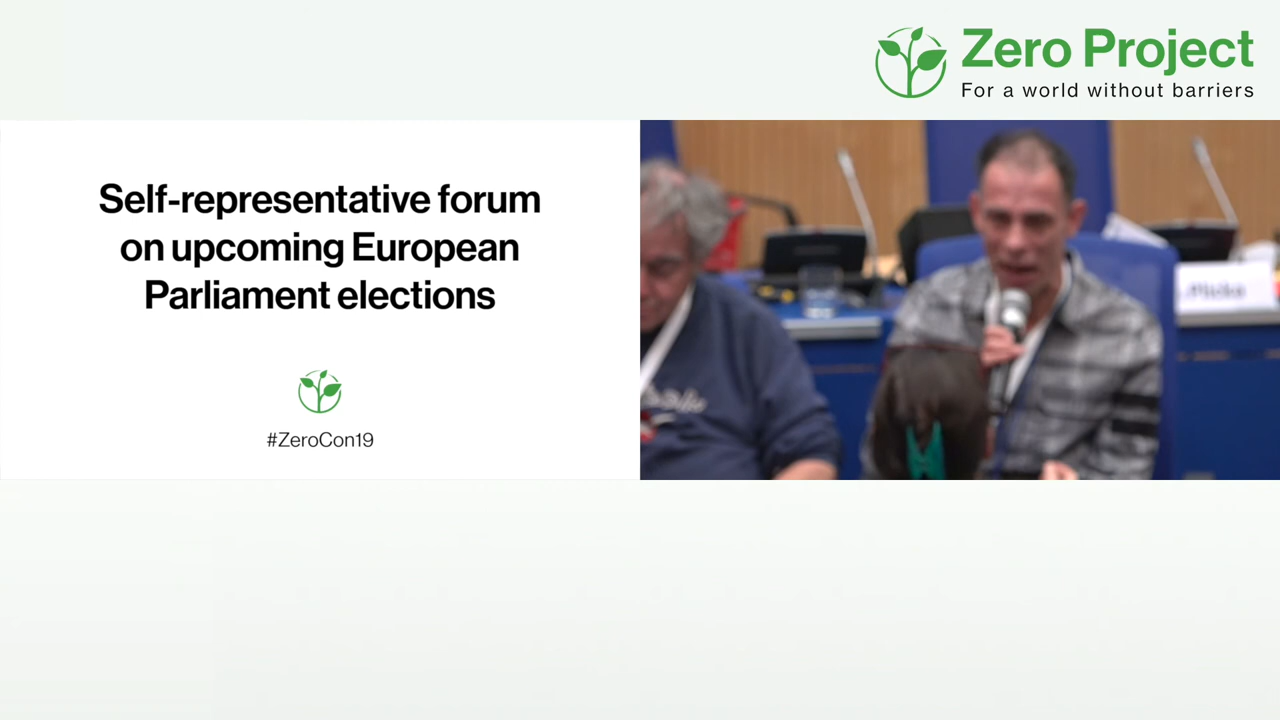 Zero Project
For a world without barriers
Self-representative forum
on upcoming European
Parliament elections
#ZeroCon19